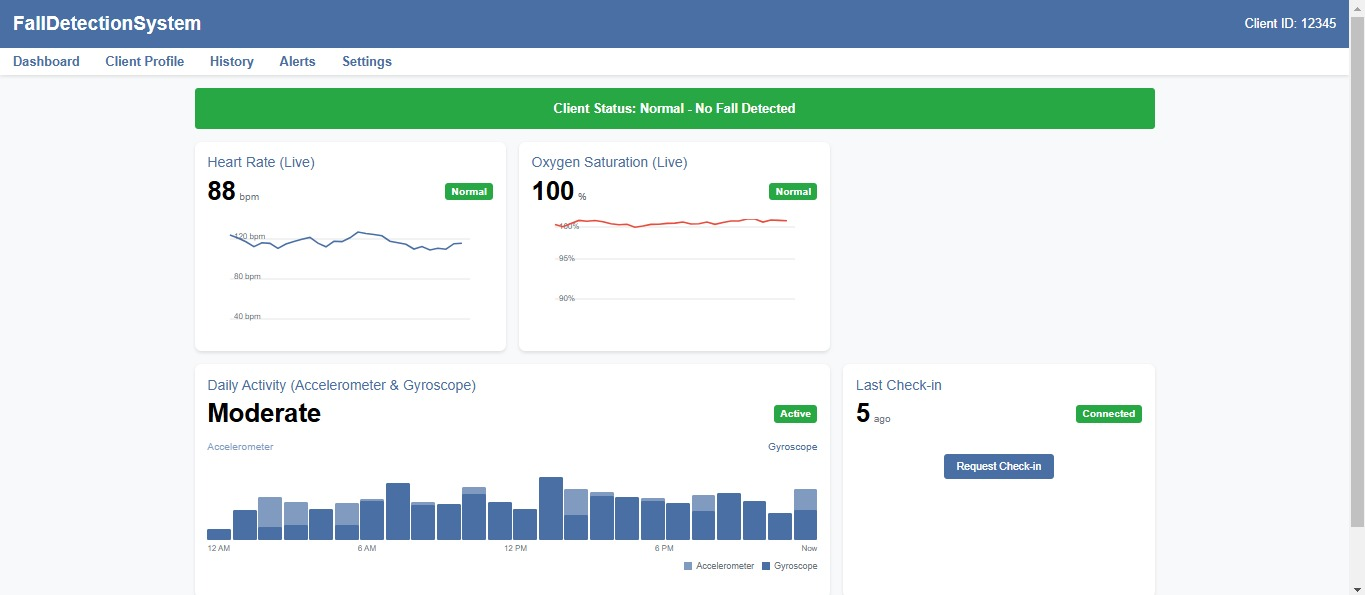 FallDetectionSystem
Client ID: 12345
Dashboard Client Profile History Alerts Settings
Client Status: Normal - No Fall Detected
Heart Rate (Live)
88 bpm
Normal
120 bpm
80 bpm
40 bpm
Oxygen Saturation (Live)
100 %
Normal
100%
95%
90%
Daily Activity (Accelerometer & Gyroscope)
Moderate
Active
Accelerometer
Gyroscope
12 AM 6 AM 12 PM 6 PM Now
Accelerometer Gyroscope
Last Check-in
5 ago
Connected
Request Check-in